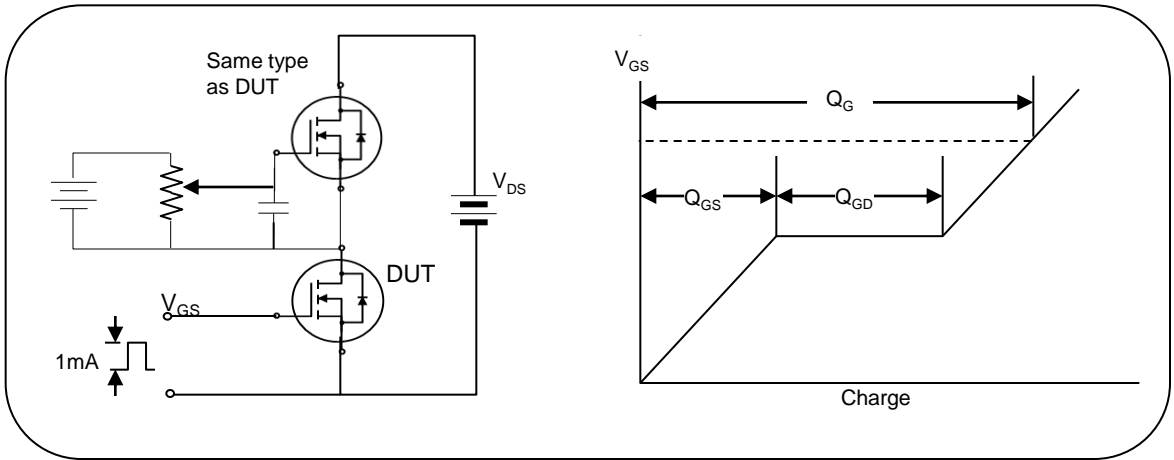 Same type
as DUT
V_DS
DUT
V_GS
1mA
V_GS
Q_G
Q_GS
Q_GD
Charge